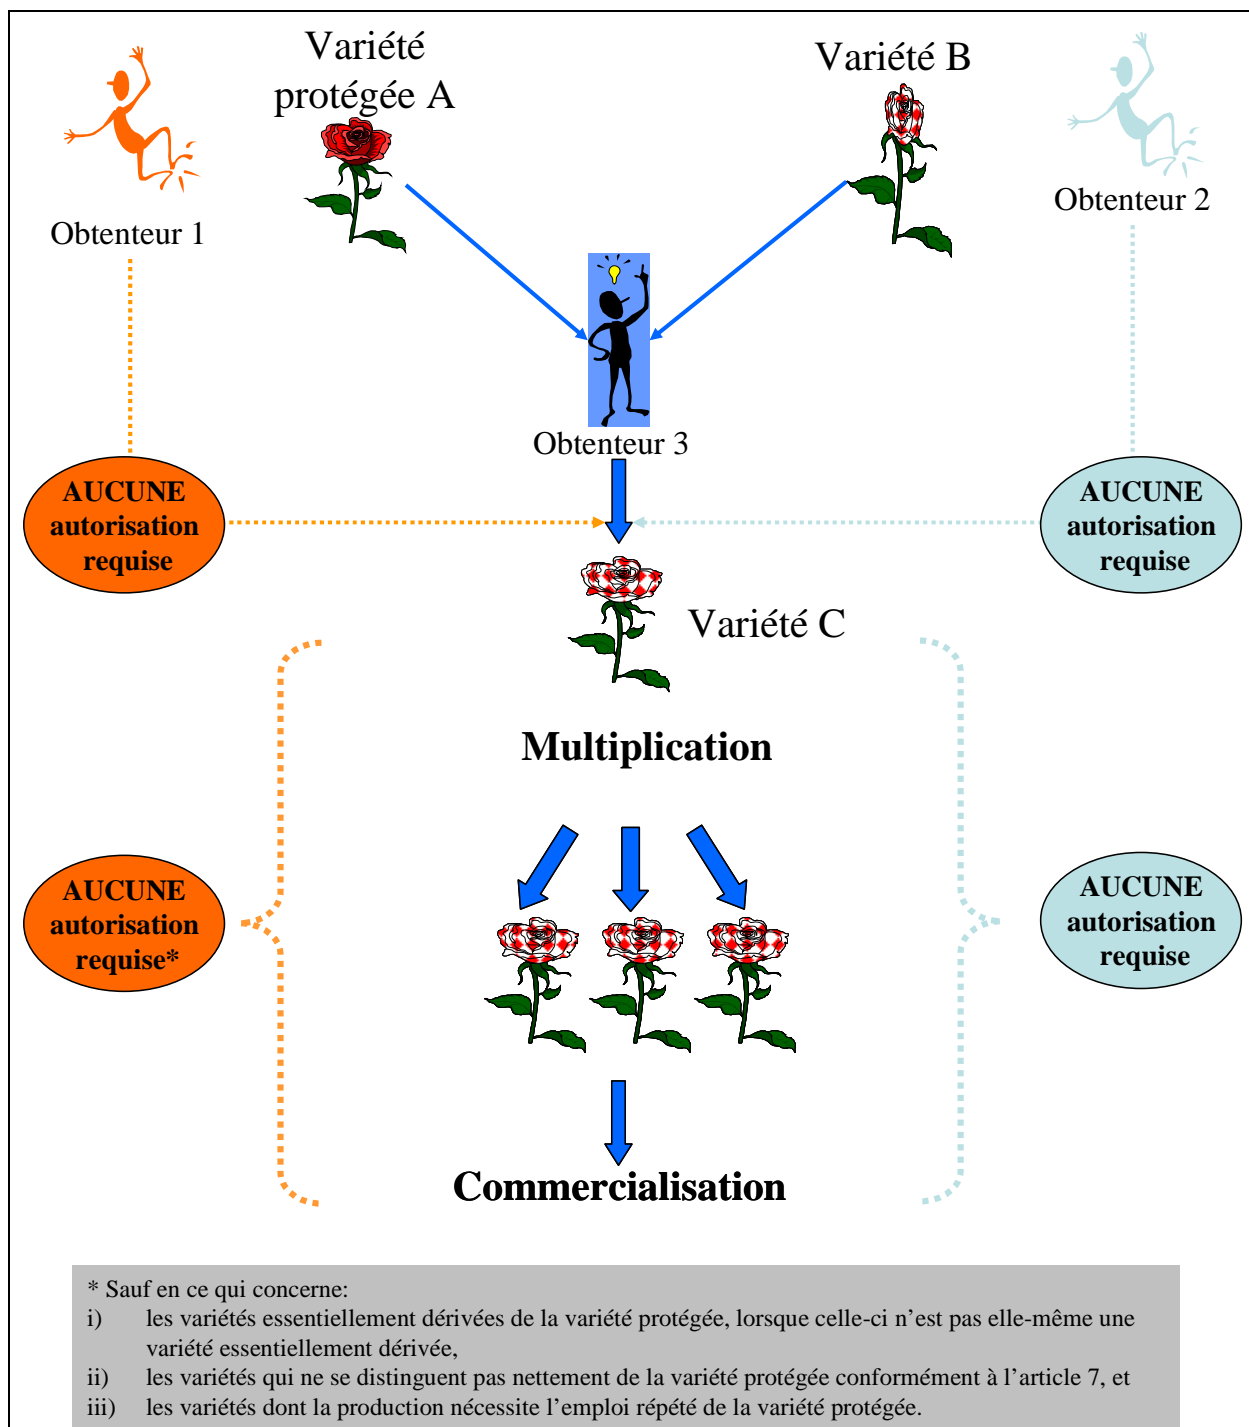 Variété
protégée A
Variété B
Obtenteur 1
Obtenteur 2
Obtenteur 3
AUCUNE
autorisation
requise
AUCUNE
autorisation
requise
Variété C
Multiplication
AUCUNE
autorisation
requise*
AUCUNE
autorisation
requise
Commercialisation
* Sauf en ce qui concerne:
i) les variétés essentiellement dérivées de la variété protégée, lorsque celle-ci n’est pas elle-même une
variété essentiellement dérivée,
ii) les variétés qui ne se distinguent pas nettement de la variété protégée conformément à l’article 7, et
iii) les variétés dont la production nécessite l’emploi répété de la variété protégée.